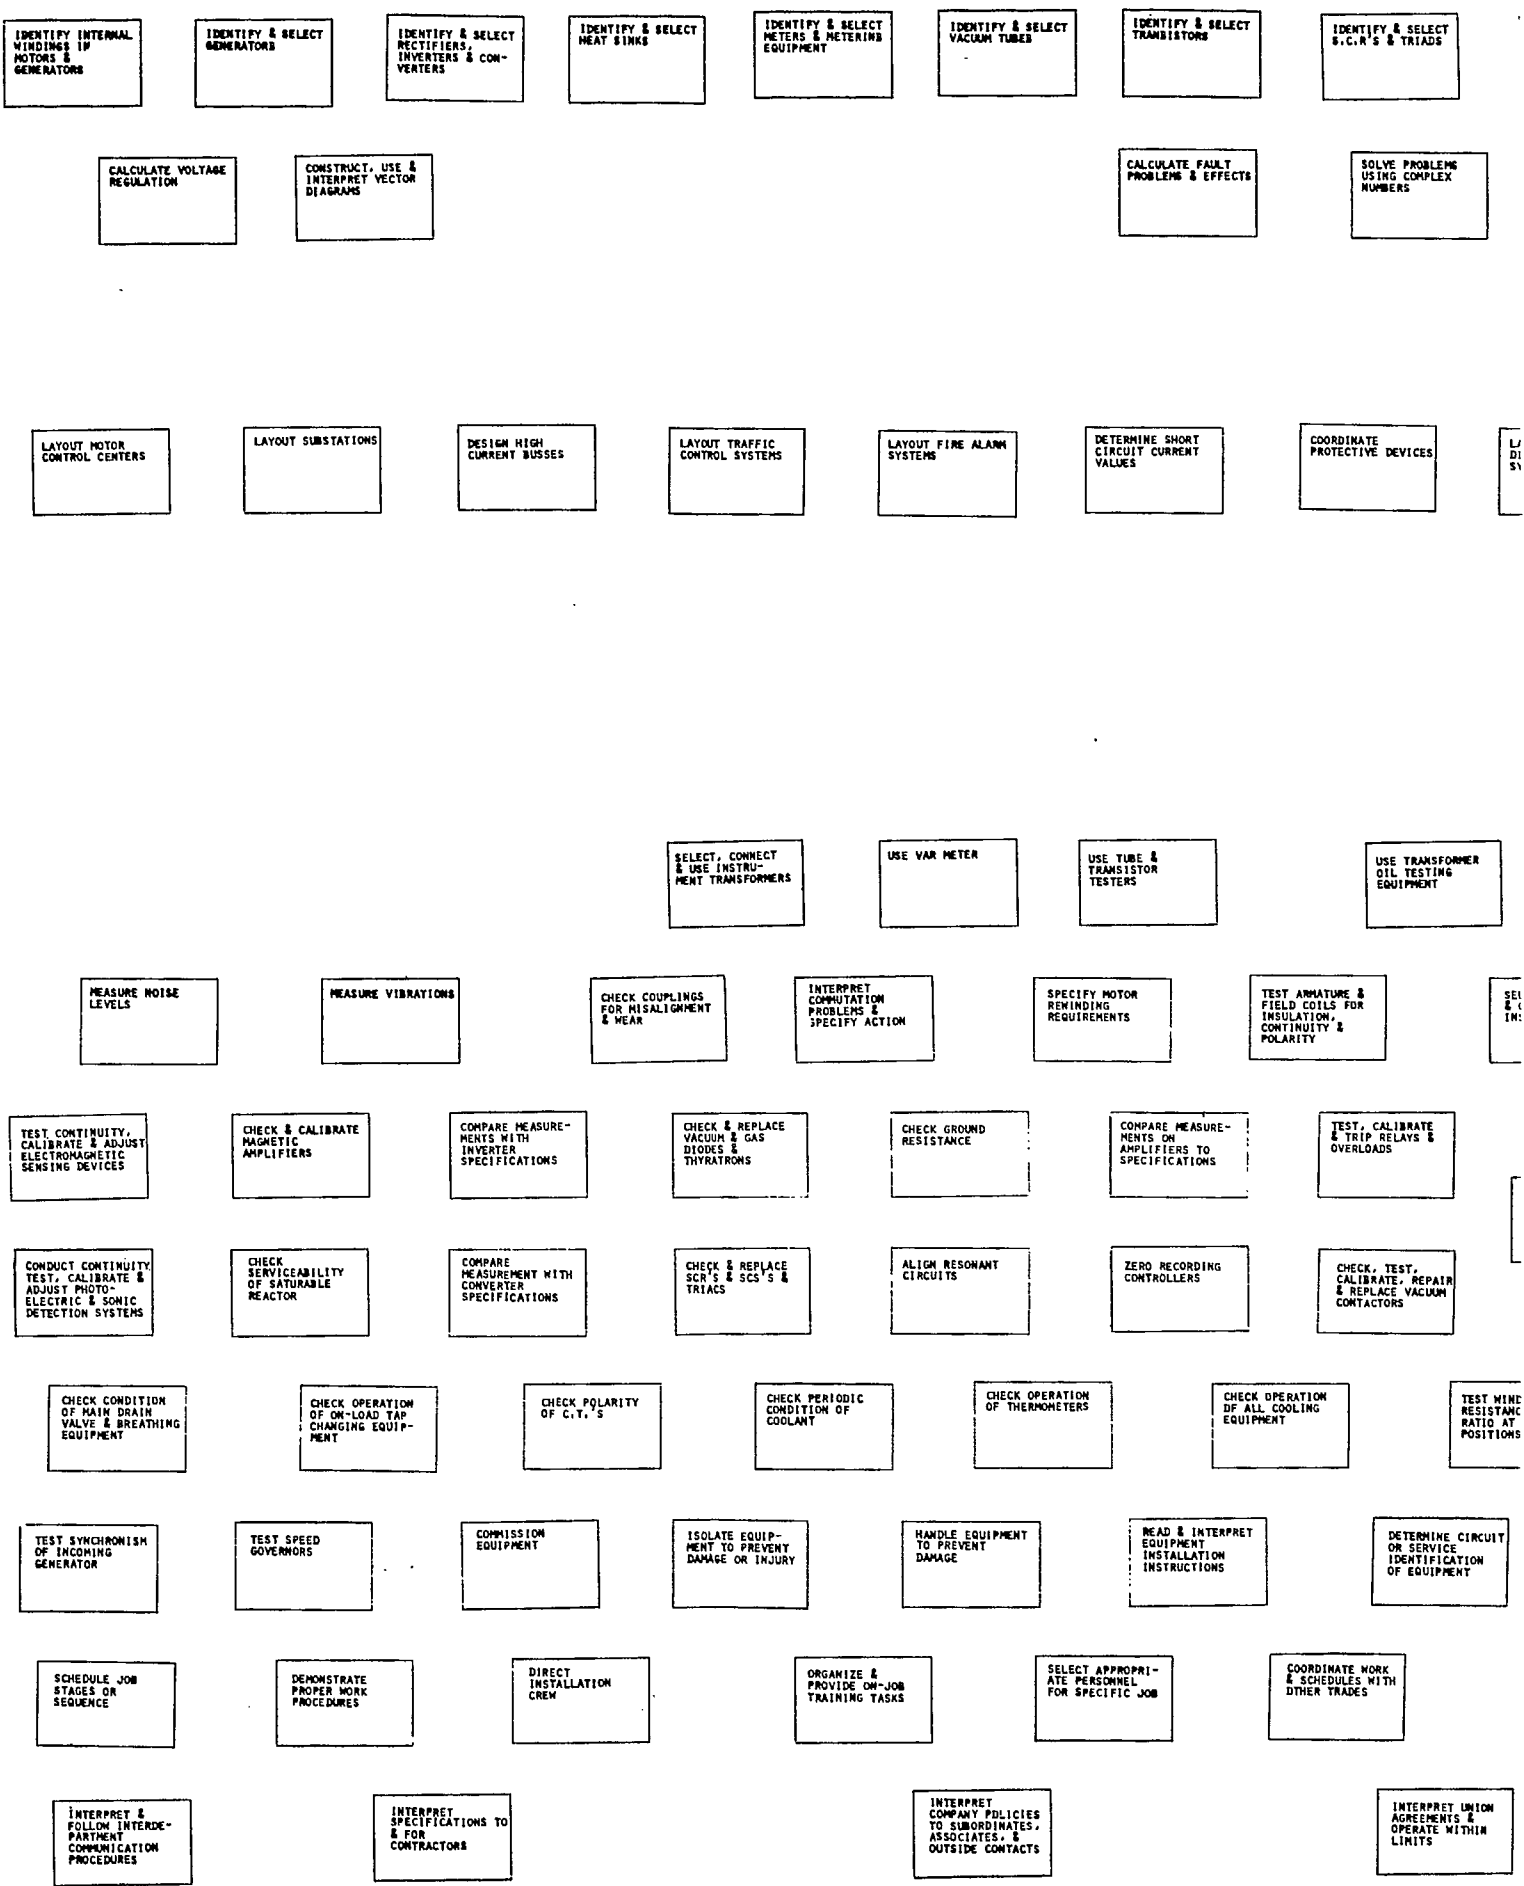 IDENTIFY INTERNAL
WINDINGS IN
MOTORS &
GENERATORS
IDENTIFY & SELECT
GENERATORS
IDENTIFY & SELECT
RECTIFIERS,
INVERTERS & CON-
VERTERS
IDENTIFY & SELECT
HEAT SINKS
IDENTIFY & SELECT
METERS & METERING
EQUIPMENT
IDENTIFY & SELECT
VACUUM TUBES
IDENTIFY & SELECT
TRANSISTORS
IDENTIFY & SELECT
S.C.R'S & TRIADS
CALCULATE VOLTAGE
REGULATION
CONSTRUCT, USE &
INTERPRET VECTOR
DIAGRAMS
CALCULATE FAULT
PROBLEMS & EFFECTS
SOLVE PROBLEMS
USING COMPLEX
NUMBERS
LAYOUT MOTOR
CONTROL CENTERS
LAYOUT SUBSTATIONS
DESIGN HIGH
CURRENT BUSSES
LAYOUT TRAFFIC
CONTROL SYSTEMS
LAYOUT FIRE ALARM
SYSTEMS
DETERMINE SHORT
CIRCUIT CURRENT
VALUES
COORDINATE
PROTECTIVE DEVICES
LA
DI
SY
SELECT, CONNECT
& USE INSTRU-
MENT TRANSFORMERS
USE VAR METER
USE TUBE &
TRANSISTOR
TESTERS
USE TRANSFORMER
OIL TESTING
EQUIPMENT
MEASURE NOISE
LEVELS
MEASURE VIBRATIONS
CHECK COUPLINGS
FOR MISALIGNMENT
& WEAR
INTERPRET
COMMUTATION
PROBLEMS &
SPECIFY ACTION
SPECIFY MOTOR
REWINDING
REQUIREMENTS
TEST ARMATURE &
FIELD COILS FOR
INSULATION,
CONTINUITY &
POLARITY
TEST CONTINUITY,
CALIBRATE & ADJUST
ELECTROMAGNETIC
SENSING DEVICES
CHECK & CALIBRATE
MAGNETIC
AMPLIFIERS
COMPARE MEASURE-
MENTS WITH
INVERTER
SPECIFICATIONS
CHECK & REPLACE
VACUUM & GAS
DIODES &
THYRATRONS
CHECK GROUND
RESISTANCE
COMPARE MEASURE-
MENTS ON
AMPLIFIERS TO
SPECIFICATIONS
TEST, CALIBRATE
& TRIP RELAYS &
OVERLOADS
CONDUCT CONTINUITY
TEST, CALIBRATE &
ADJUST PHOTO-
ELECTRIC & SONIC
DETECTION SYSTEMS
CHECK
SERVICEABILITY
OF SATURABLE
REACTOR
COMPARE
MEASUREMENT WITH
CONVERTER
SPECIFICATIONS
CHECK & REPLACE
SCR'S & SCS'S &
TRIACS
ALIGN RESONANT
CIRCUITS
ZERO RECORDING
CONTROLLERS
CHECK, TEST,
CALIBRATE, REPAIR
& REPLACE VACUUM
CONTACTORS
CHECK CONDITION
OF MAIN DRAIN
VALVE & BREATHING
EQUIPMENT
CHECK OPERATION
OF ON-LOAD TAP
CHANGING EQUIP-
MENT
CHECK POLARITY
OF C.T.'S
CHECK PERIODIC
CONDITION OF
COOLANT
CHECK OPERATION
OF THERMOMETERS
CHECK OPERATION
OF ALL COOLING
EQUIPMENT
TEST WIND
RESISTANC
RATIO AT
POSITIONS
TEST SYNCHRONISM
OF INCOMING
GENERATOR
TEST SPEED
GOVERNORS
COMMISSION
EQUIPMENT
ISOLATE EQUIP-
MENT TO PREVENT
DAMAGE OR INJURY
HANDLE EQUIPMENT
TO PREVENT
DAMAGE
READ & INTERPRET
EQUIPMENT
INSTALLATION
INSTRUCTIONS
DETERMINE CIRCUIT
OR SERVICE
IDENTIFICATION
OF EQUIPMENT
SCHEDULE JOB
STAGES OR
SEQUENCE
DEMONSTRATE
PROPER WORK
PROCEDURES
DIRECT
INSTALLATION
CREW
ORGANIZE &
PROVIDE ON-JOB
TRAINING TASKS
SELECT APPROPRI-
ATE PERSONNEL
FOR SPECIFIC JOB
COORDINATE WORK
& SCHEDULES WITH
OTHER TRADES
INTERPRET &
FOLLOW INTERDE-
PARTMENT
COMMUNICATION
PROCEDURES
INTERPRET
SPECIFICATIONS TO
& FOR
CONTRACTORS
INTERPRET
COMPANY POLICIES
TO SUBORDINATES,
ASSOCIATES, &
OUTSIDE CONTACTS
INTERPRET UNION
AGREEMENTS &
OPERATE WITHIN
LIMITS